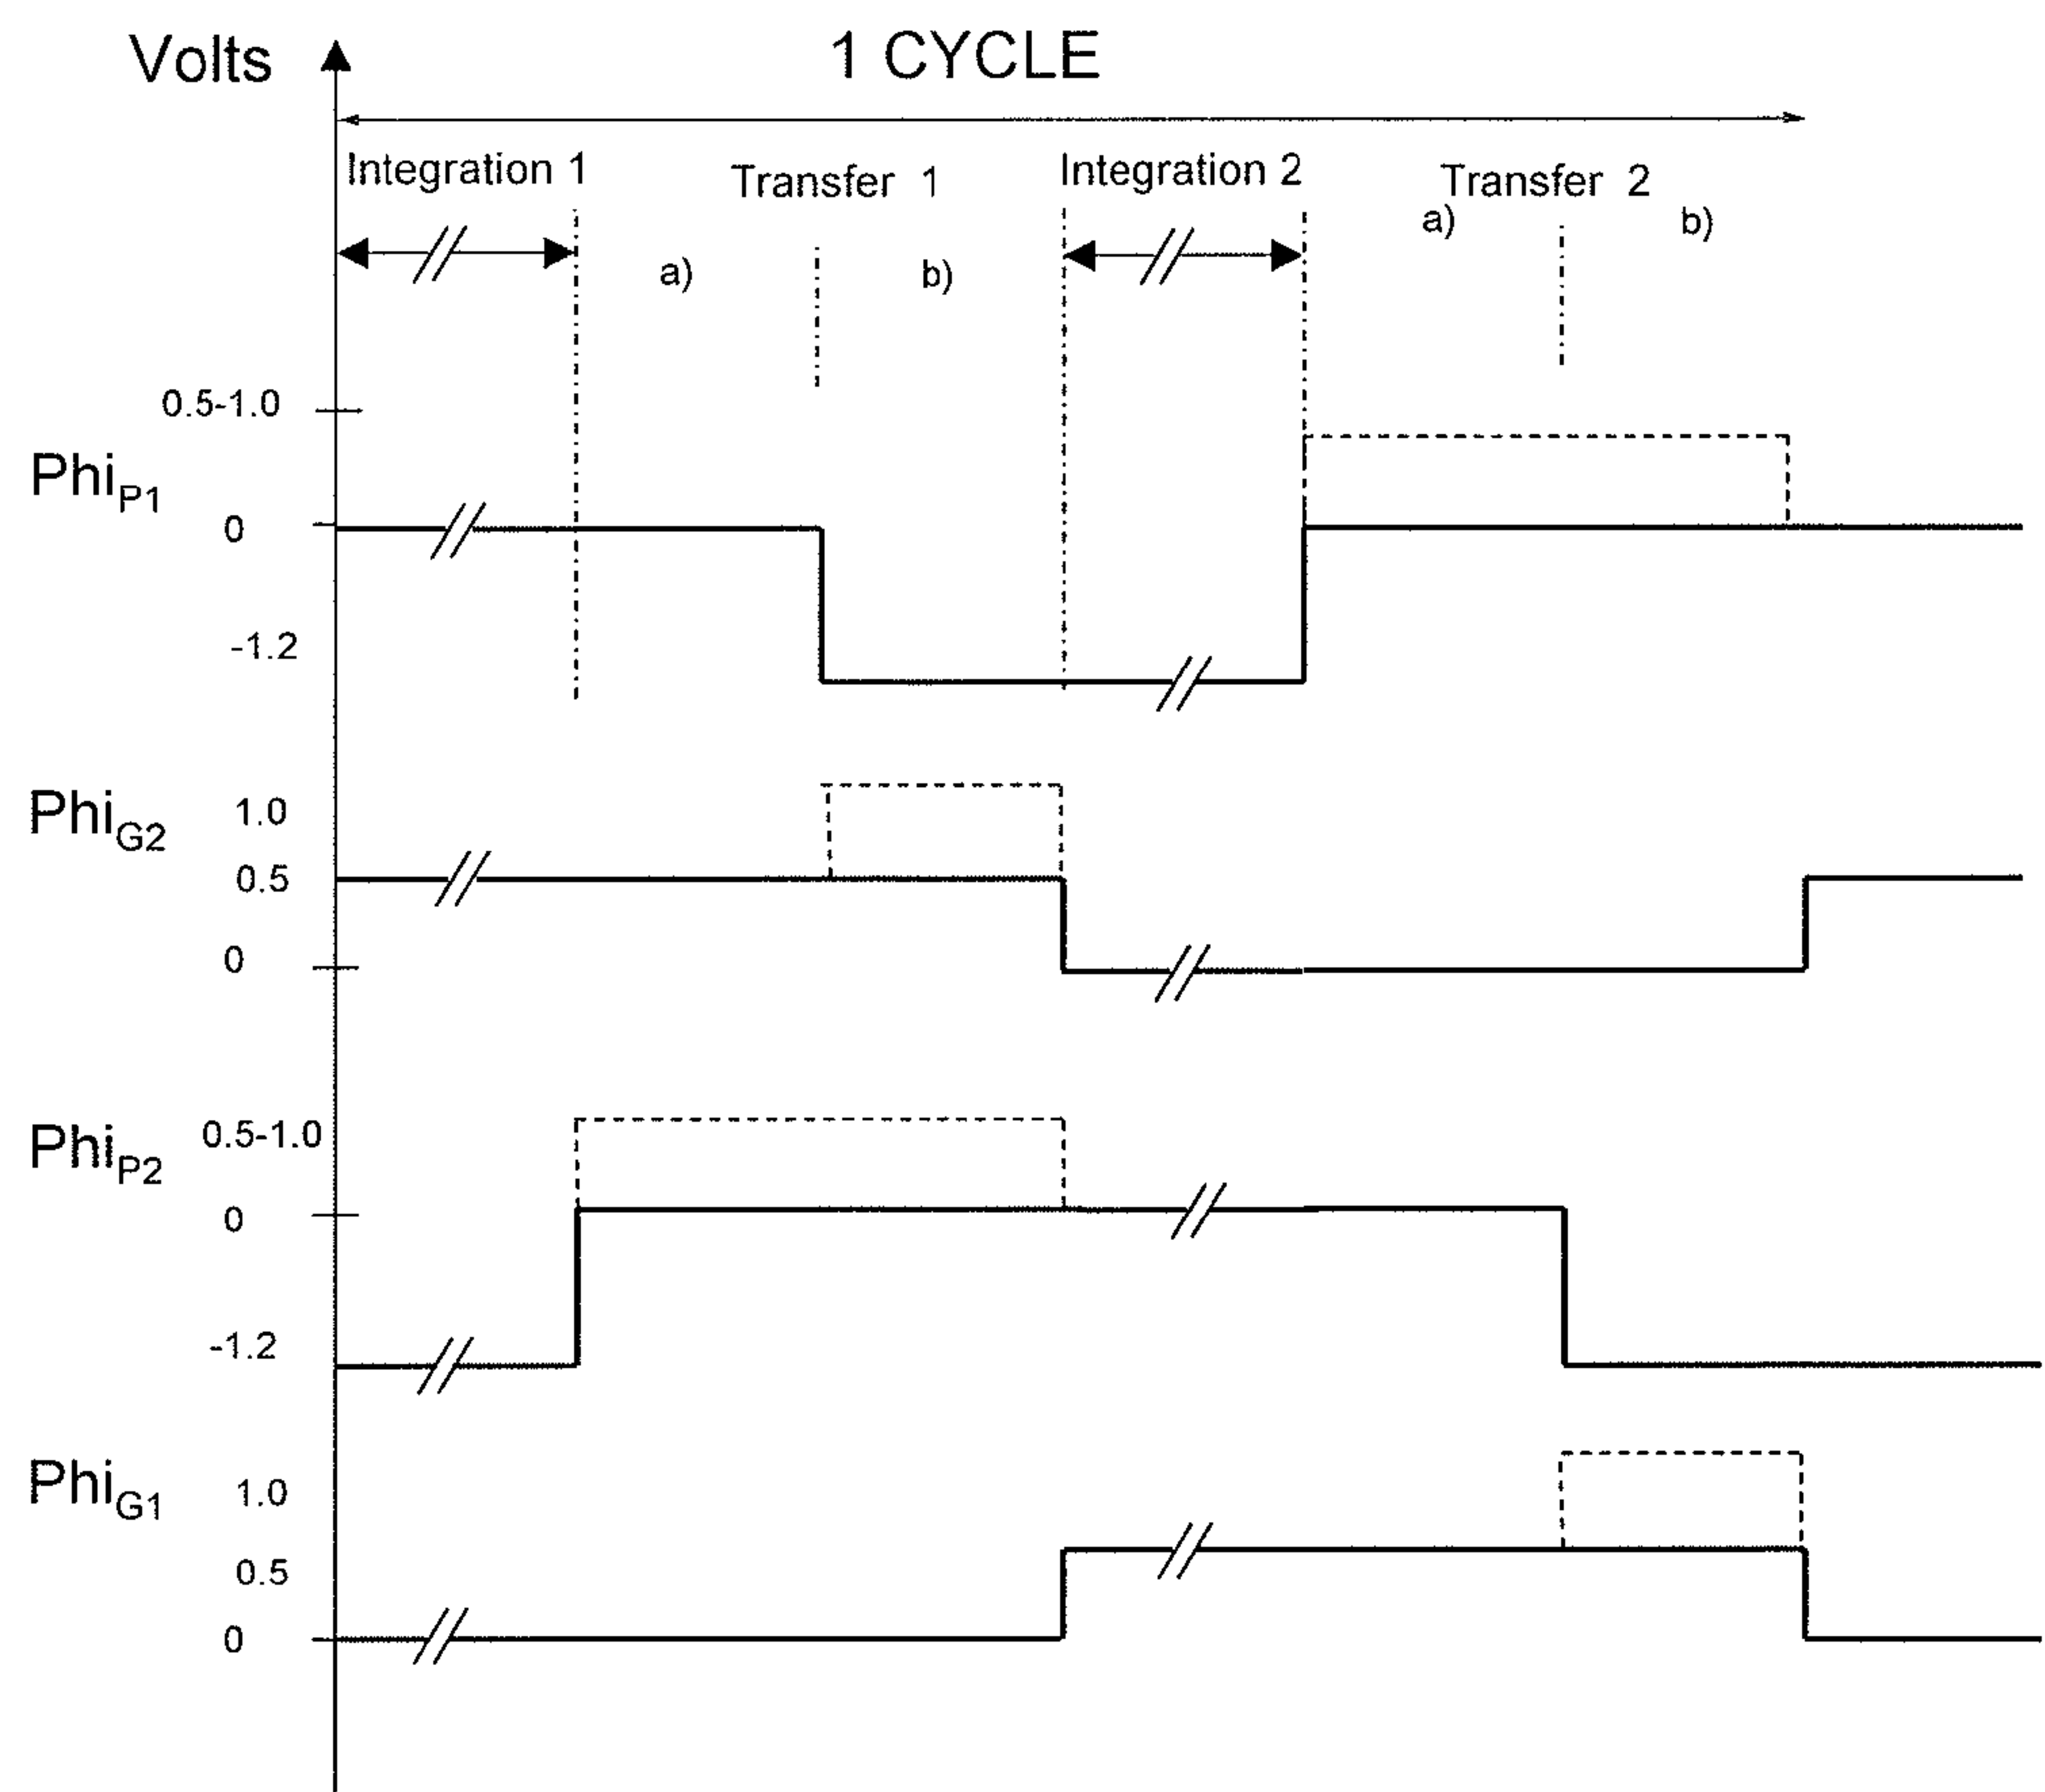 Volts
1 CYCLE
Integration 1
Transfer 1
Integration 2
Transfer 2
a)
b)
a)
b)
0.5-1.0
PhiP1
0
-1.2
PhiG2
1.0
0.5
0
PhiP2
0.5-1.0
0
-1.2
PhiG1
1.0
0.5
0